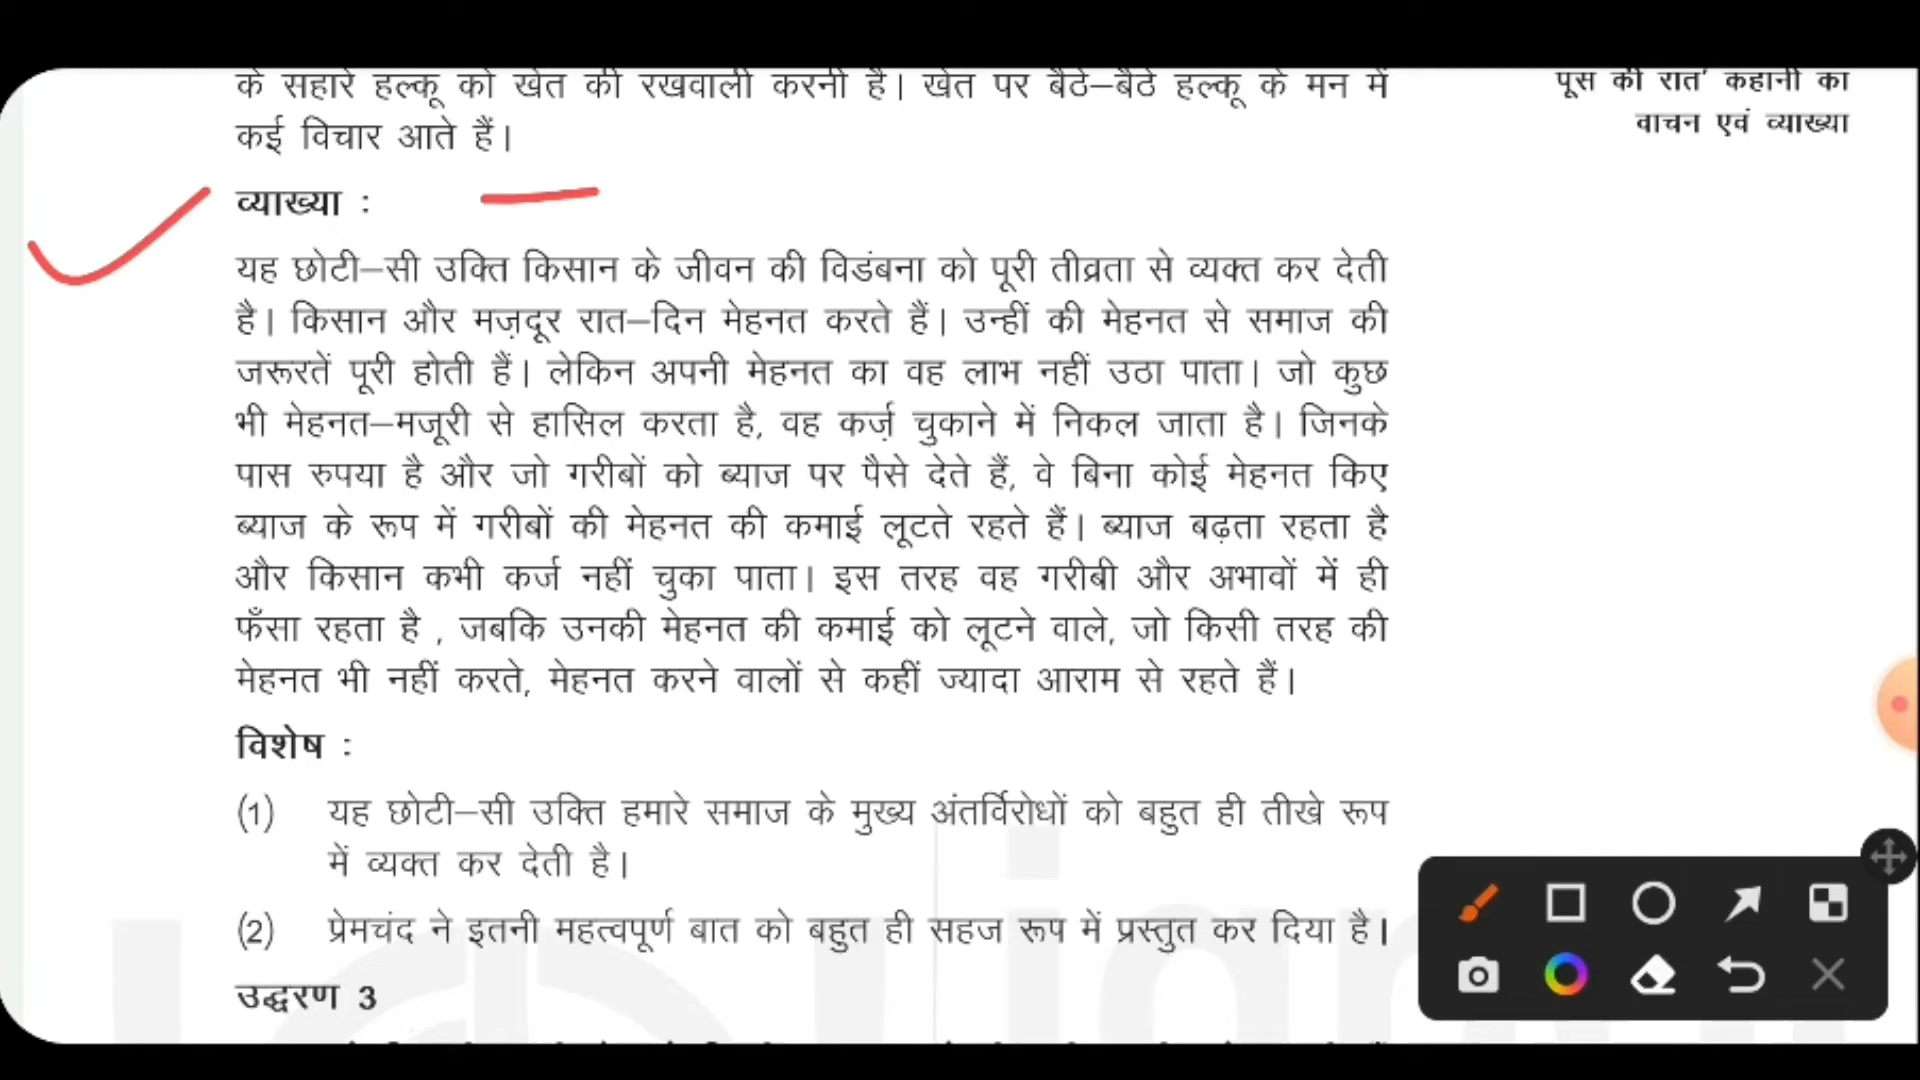 के सहारे हल्कू को खेत की रखवाली करनी है। खेत पर बैठे–बैठे हल्कू के मन में
कई विचार आते हैं।
पूस की रात' कहानी का
वाचन एवं व्याख्या
व्याख्या :
यह छोटी–सी उक्ति किसान के जीवन की विडंबना को पूरी तीव्रता से व्यक्त कर देती
है। किसान और मज़दूर रात–दिन मेहनत करते हैं। उन्हीं की मेहनत से समाज की
जरूरतें पूरी होती हैं। लेकिन अपनी मेहनत का वह लाभ नहीं उठा पाता। जो कुछ
भी मेहनत–मजूरी से हासिल करता है, वह कर्ज़ चुकाने में निकल जाता है। जिनके
पास रुपया है और जो गरीबों को ब्याज पर पैसे देते हैं, वे बिना कोई मेहनत किए
ब्याज के रूप में गरीबों की मेहनत की कमाई लूटते रहते हैं। ब्याज बढ़ता रहता है
और किसान कभी कर्ज नहीं चुका पाता। इस तरह वह गरीबी और अभावों में ही
फँसा रहता है , जबकि उनकी मेहनत की कमाई को लूटने वाले, जो किसी तरह की
मेहनत भी नहीं करते, मेहनत करने वालों से कहीं ज्यादा आराम से रहते हैं।
विशेष :
(1) यह छोटी–सी उक्ति हमारे समाज के मुख्य अंतर्विरोधों को बहुत ही तीखे रूप
में व्यक्त कर देती है।
(2) प्रेमचंद ने इतनी महत्वपूर्ण बात को बहुत ही सहज रूप में प्रस्तुत कर दिया है।
उद्धरण 3